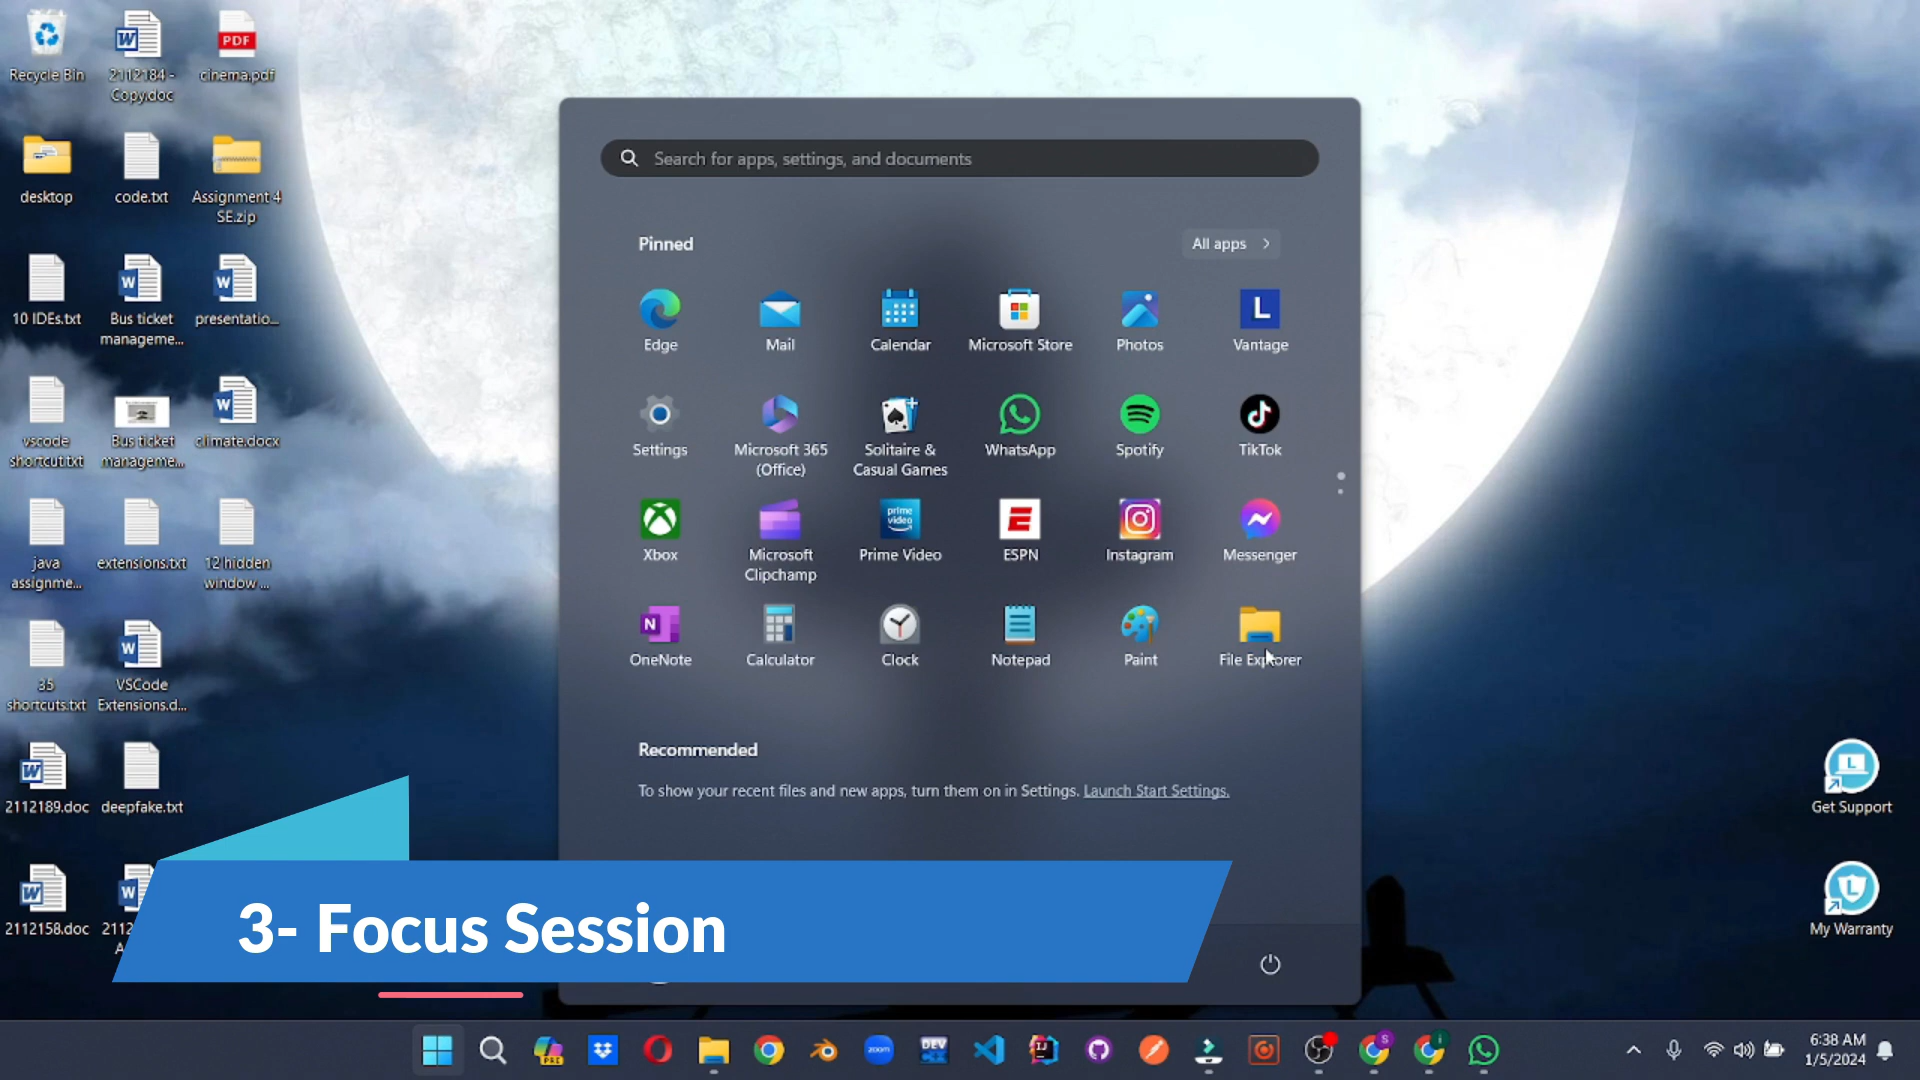 Recycle Bin
2112184 -
Copy.doc
cinema.pdf
desktop
code.txt
Assignment 4
SE.zip
10 IDEs.txt
Bus ticket
manageme...
presentatio...
vscode
shortcut.txt
Bus ticket
manageme...
climate.docx
java
assignme...
extensions.txt
12 hidden
window ...
35
shortcuts.txt
VSCode
Extensions.d...
2112189.doc
deepfake.txt
2112158.doc
Search for apps, settings, and documents
Pinned
All apps
Edge
Mail
Calendar
Microsoft Store
Photos
L
Vantage
Settings
Microsoft 365
(Office)
Solitaire &
Casual Games
WhatsApp
Spotify
TikTok
Xbox
Microsoft
Clipchamp
prime
video
Prime Video
E
ESPN
Instagram
Messenger
N
OneNote
Calculator
Clock
Notepad
Paint
File Explorer
Recommended
To show your recent files and new apps, turn them on in Settings. Launch Start Settings.
3- Focus Session
Get Support
My Warranty
PRE
zoom
DEV
IJ
S
6:38 AM
1/5/2024